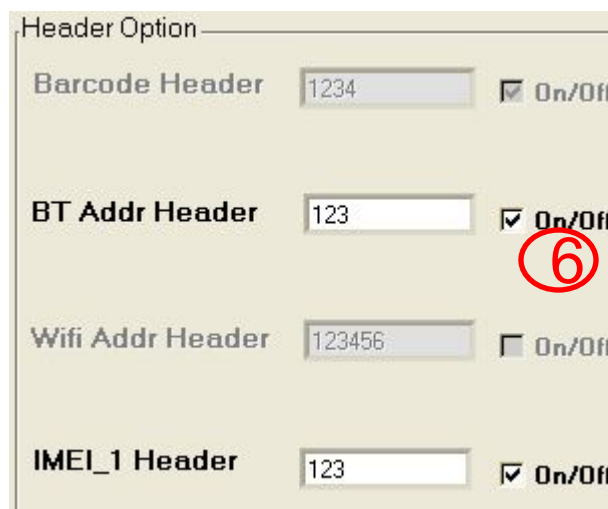 Header Option
Barcode Header 1234 On/Off
BT Addr Header 123 On/Off
6
Wifi Addr Header 123456 On/Off
IMEI_1 Header 123 On/Off